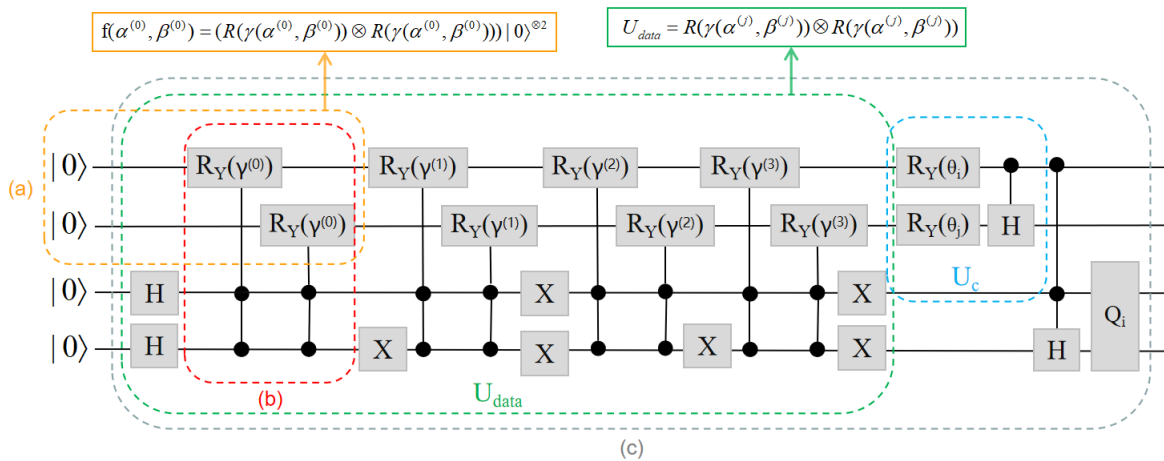 f(α⁽⁰⁾, β⁽⁰⁾) = (R(γ(α⁽⁰⁾, β⁽⁰⁾)) ⊗ R(γ(α⁽⁰⁾, β⁽⁰⁾))) | 0⟩^⊗2
U_data = R(γ(α⁽ʲ⁾, β⁽ʲ⁾)) ⊗ R(γ(α⁽ʲ⁾, β⁽ʲ⁾))
(a)
|0⟩ R_Y(γ⁽⁰⁾) R_Y(γ⁽¹⁾) R_Y(γ⁽²⁾) R_Y(γ⁽³⁾) R_Y(θ_i)
|0⟩ R_Y(γ⁽⁰⁾) R_Y(γ⁽¹⁾) R_Y(γ⁽²⁾) R_Y(γ⁽³⁾) R_Y(θ_j) H
|0⟩ H X X
U_c
Q_i
|0⟩ H X X X X H
(b)
U_data
(c)